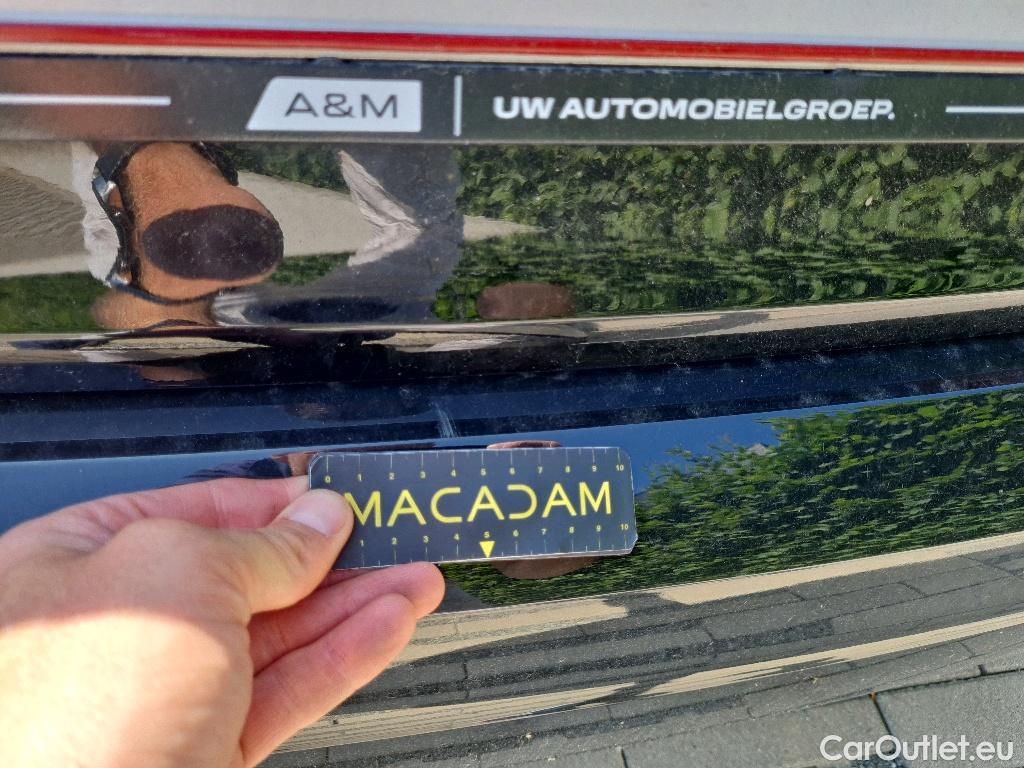 A&M UW AUTOMOBIELGROEP.
0 1 2 3 4 5 6 7 8 9 10
MACADAM
1 2 3 4 5 6 7 8 9 10
CarOutlet.eu